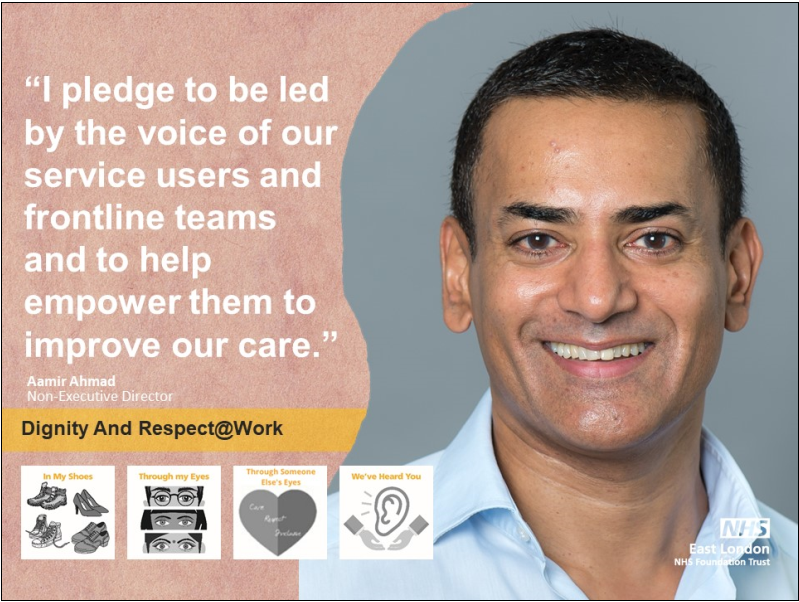 “I pledge to be led
by the voice of our
service users and
frontline teams
and to help
empower them to
improve our care.”
Aamir Ahmad
Non-Executive Director
Dignity And Respect@Work
In My Shoes
Through my Eyes
Through Someone
Else's Eyes
Care
Respect
We've Heard You
NHS
East London
NHS Foundation Trust